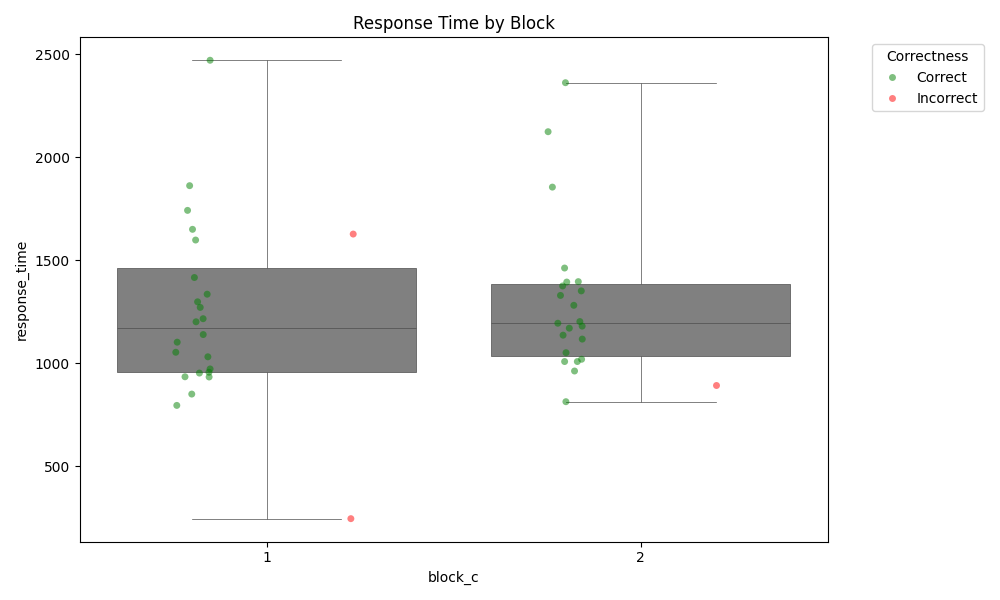 Response Time by Block
Correctness
Correct
Incorrect
2500
2000
1500
1000
500
response_time
1
2
block_c